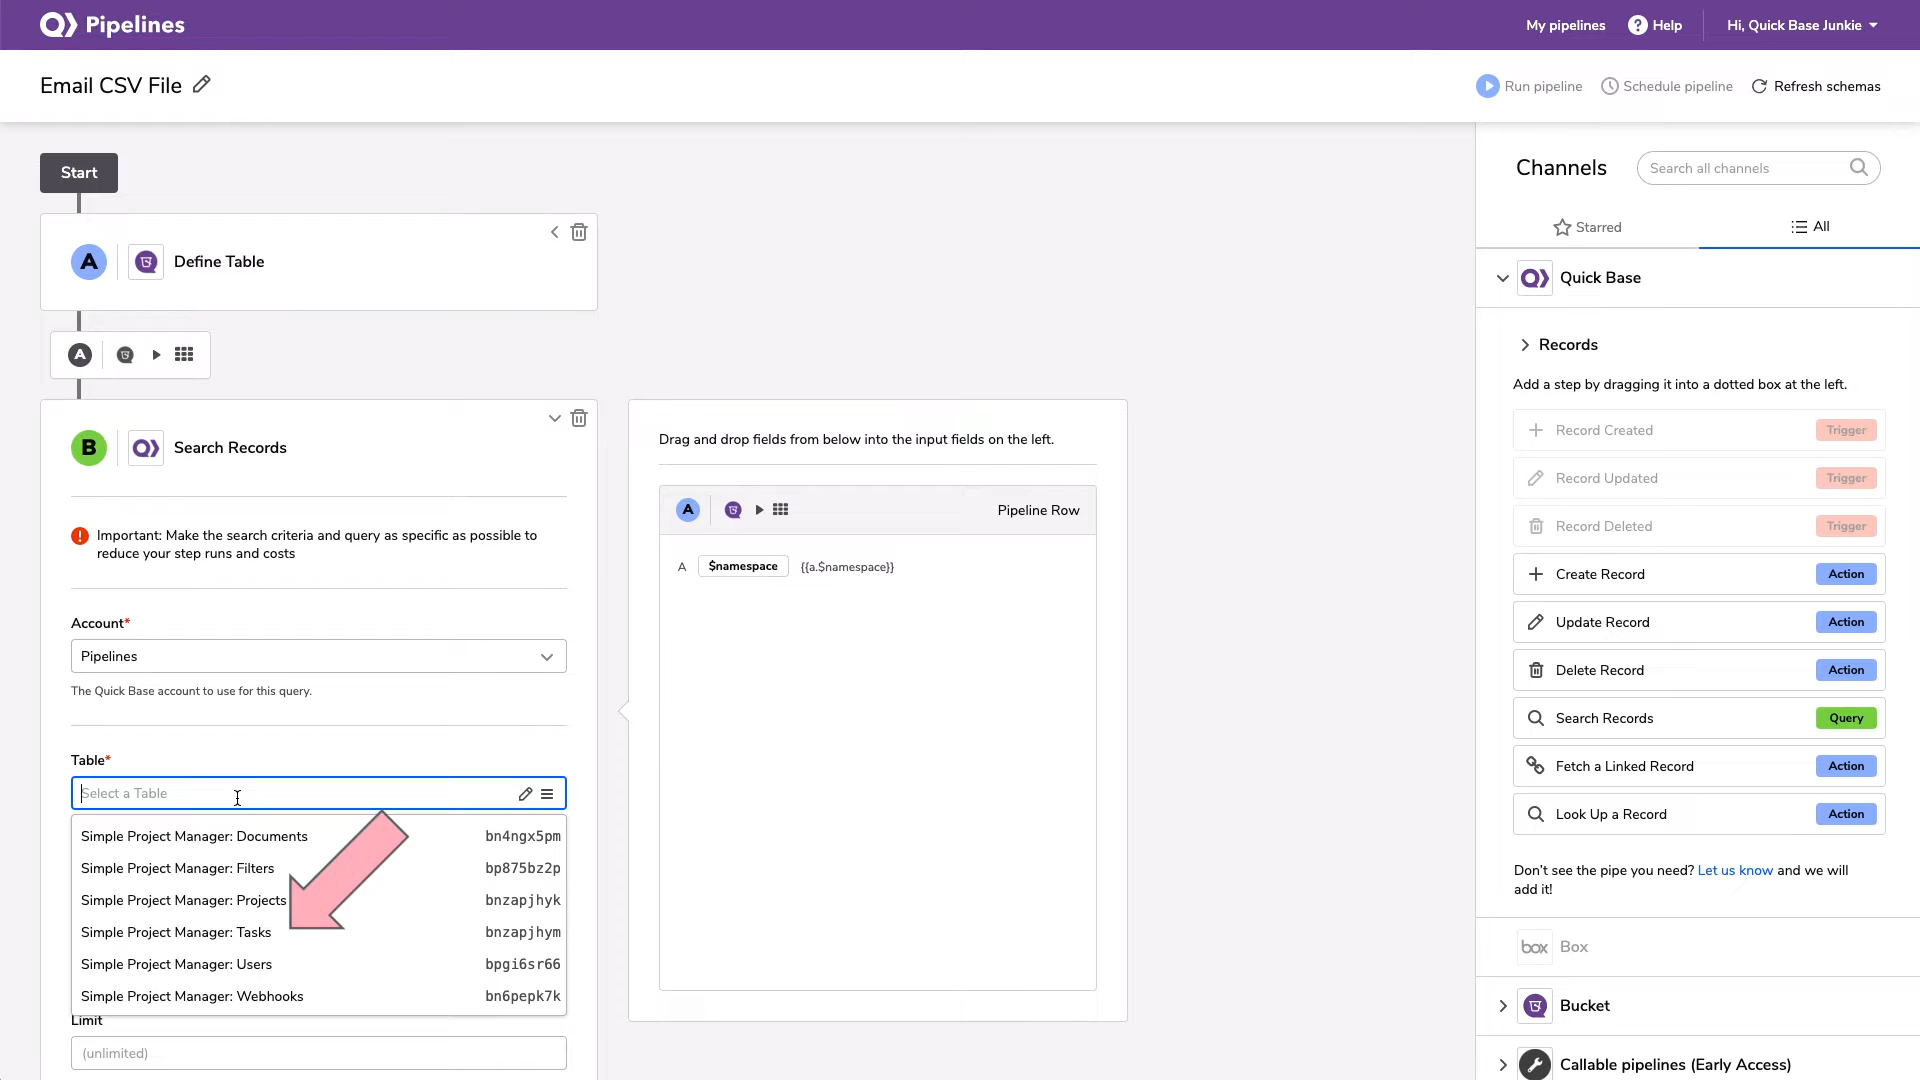 Pipelines
My pipelines
? Help
Hi, Quick Base Junkie
Email CSV File
Run pipeline
Schedule pipeline
Refresh schemas
Start
A
Define Table
A
B
Search Records
! Important: Make the search criteria and query as specific as possible to
reduce your step runs and costs
Account*
Pipelines
The Quick Base account to use for this query.
Table*
Select a Table
Simple Project Manager: Documents bn4ngx5pm
Simple Project Manager: Filters bp875bz2p
Simple Project Manager: Projects bnzapjhyk
Simple Project Manager: Tasks bnzapjhym
Simple Project Manager: Users bpgi6sr66
Simple Project Manager: Webhooks bn6pepk7k
Limit
(unlimited)
Drag and drop fields from below into the input fields on the left.
A
Pipeline Row
A $namespace {{a.$namespace}}
Channels
Search all channels
Starred
All
Quick Base
Records
Add a step by dragging it into a dotted box at the left.
Record Created Trigger
Record Updated Trigger
Record Deleted Trigger
Create Record Action
Update Record Action
Delete Record Action
Search Records Query
Fetch a Linked Record Action
Look Up a Record Action
Don't see the pipe you need? Let us know and we will
add it!
box Box
Bucket
Callable pipelines (Early Access)